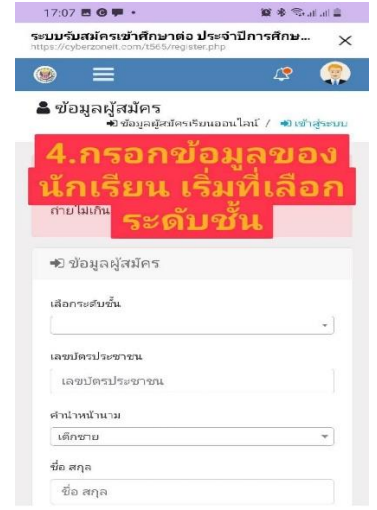 17:07
ระบบรับสมัครเข้าศึกษาต่อ ประจำปีการศึกษ...
https://cyberzonett.com/t565/register.php
ข้อมูลผู้สมัคร
ข้อมูลผู้สมัครเรียนออนไลน์ / เข้าสู่ระบบ
4.กรอกข้อมูลของ
นักเรียน เริ่มที่เลือก
ระดับชั้น
ถ่ายไม่เกิน
ข้อมูลผู้สมัคร
เลือกระดับชั้น
เลขบัตรประชาชน
เลขบัตรประชาชน
คำนำหน้านาม
เด็กชาย
ชื่อ สกุล
ชื่อ สกุล